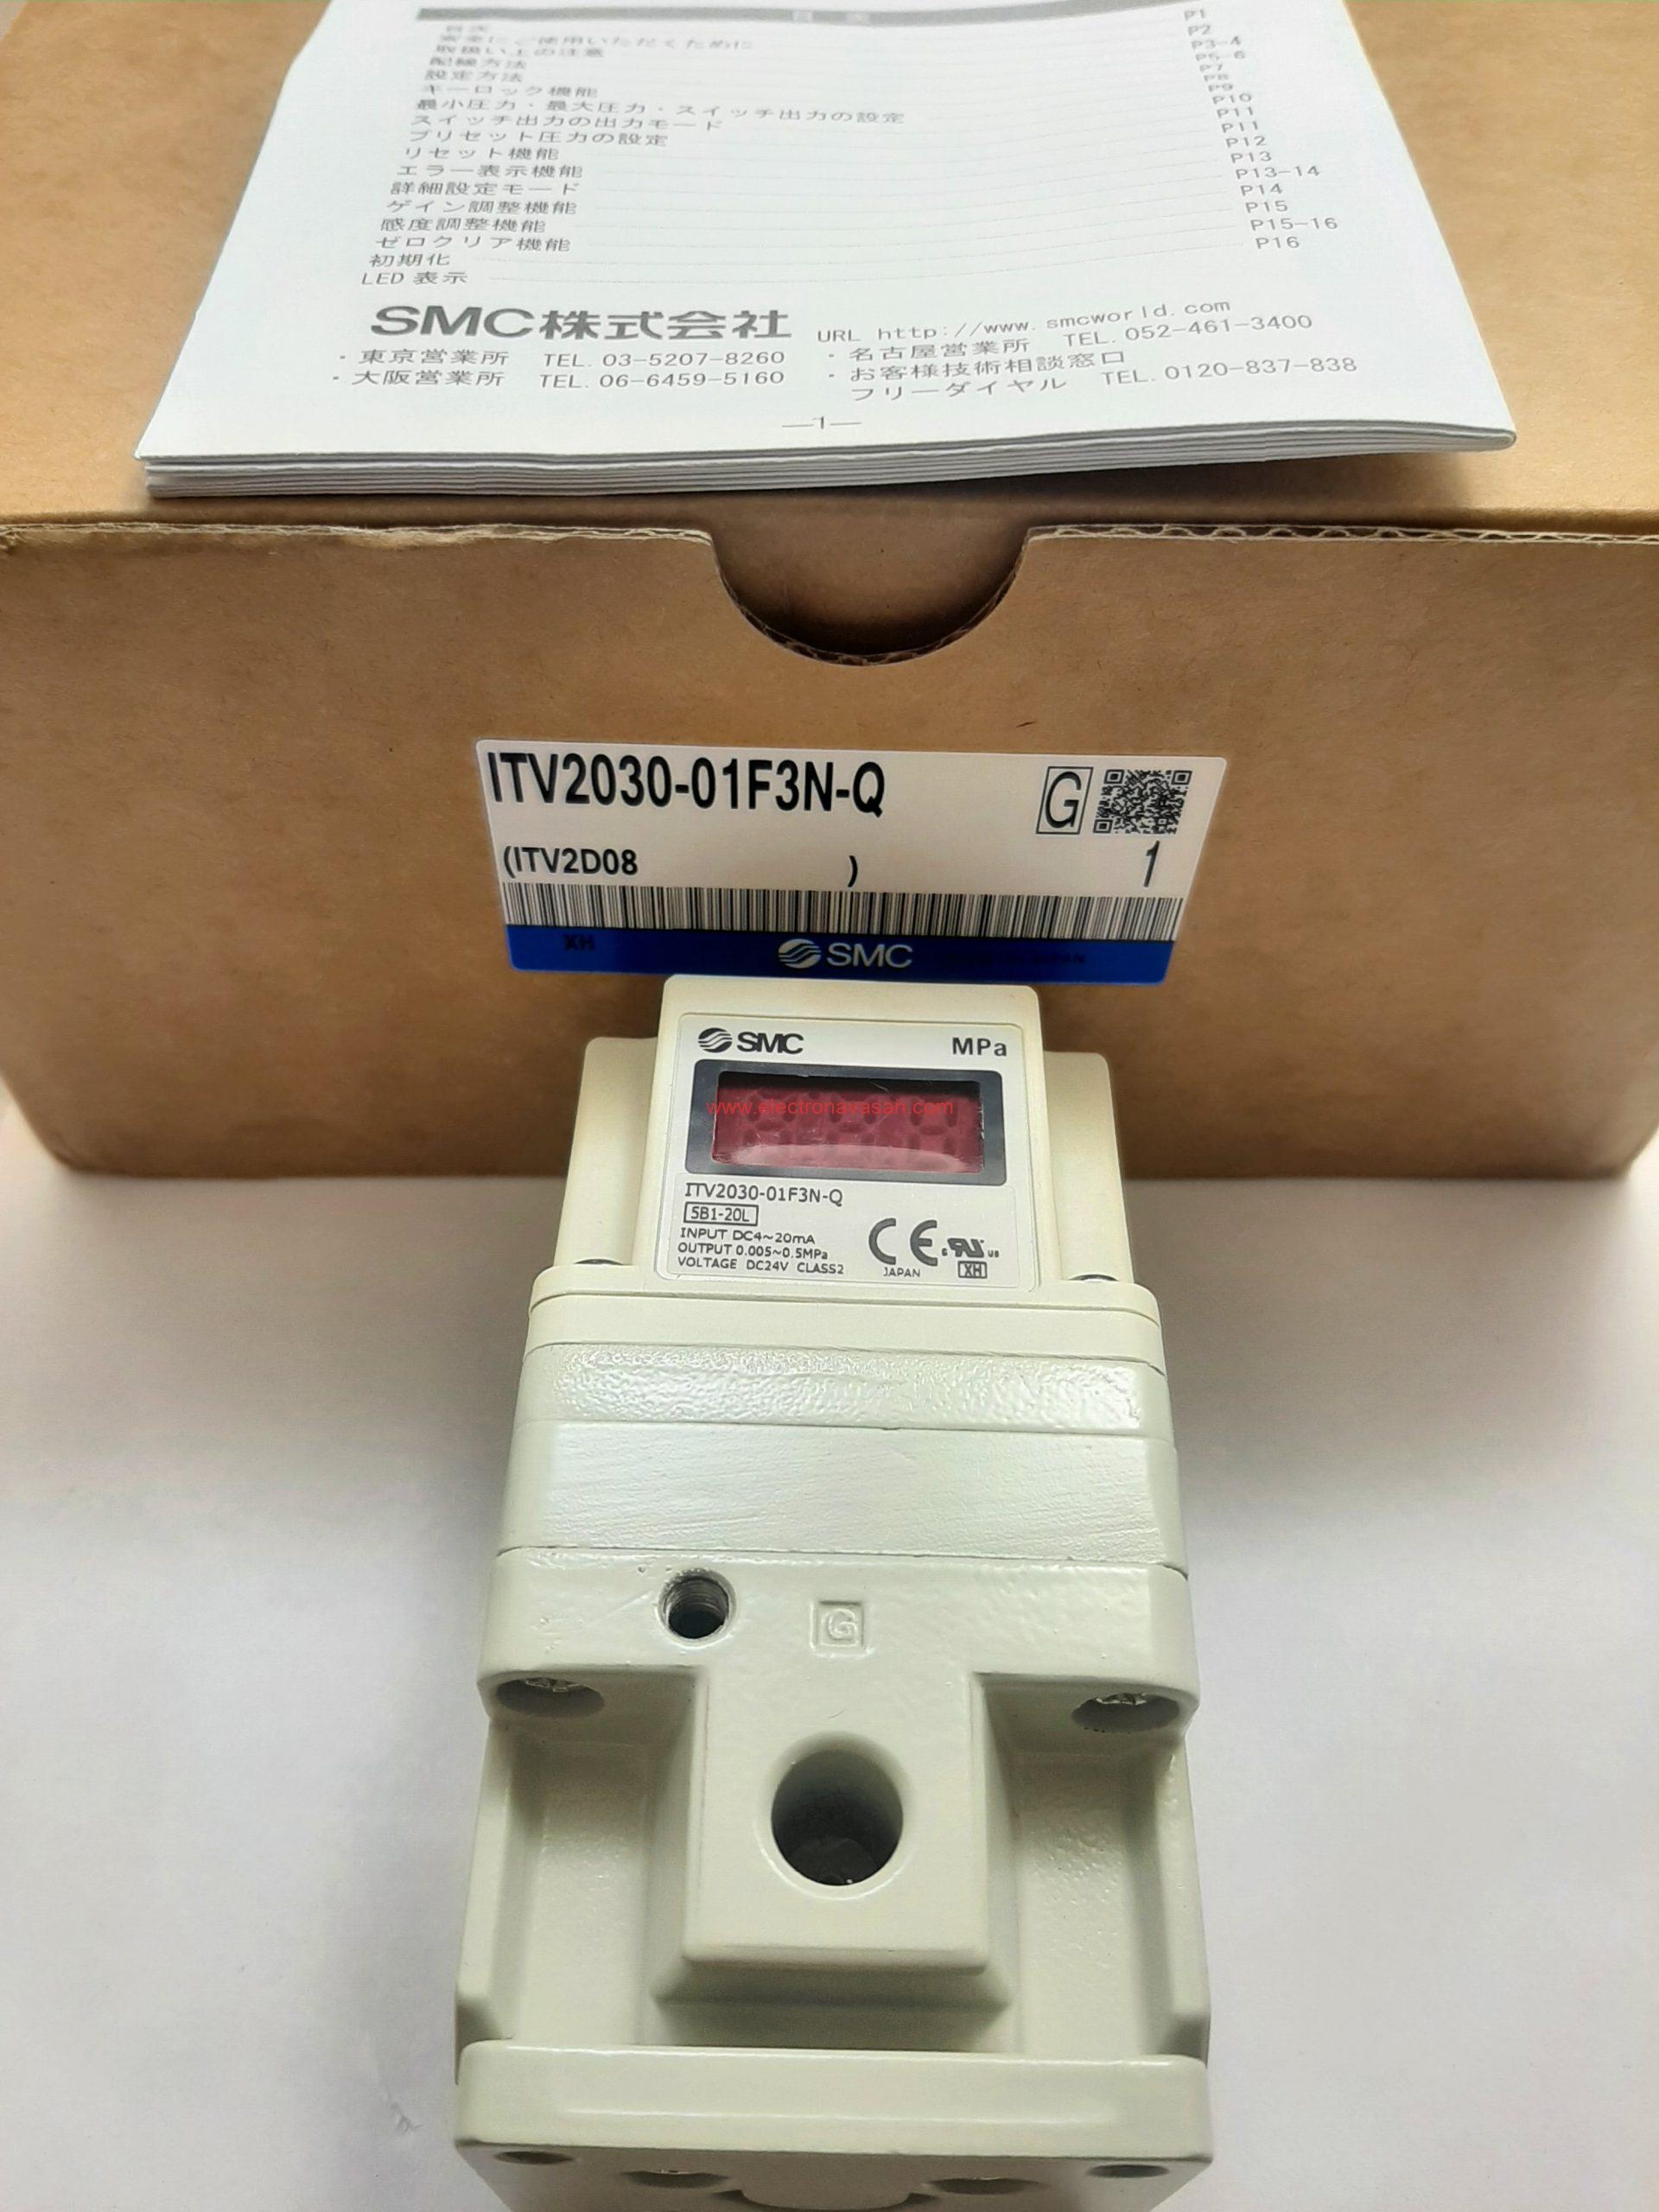 目次 P1
安全にご使用いただくために P2
取扱い上の注意 P3-4
配線方法 P5-6
設定方法 P7
キーロック機能 P8
最小圧力・最大圧力・スイッチ出力の設定 P9
スイッチ出力の出力モード P10
プリセット圧力の設定 P11
リセット機能 P11
エラー表示機能 P12
詳細設定モード P13
ゲイン調整機能 P13-14
感度調整機能 P14
ゼロクリア機能 P15
初期化 P15-16
LED 表示 P16
SMC株式会社 URL http://www.smcworld.com
・東京営業所 TEL. 03-5207-8260 ・名古屋営業所 TEL. 052-461-3400
・大阪営業所 TEL. 06-6459-5160 ・お客様技術相談窓口
フリーダイヤル TEL. 0120-837-838
—1—
ITV2030-01F3N-Q G
(ITV2D08 ) 1
XH SMC JAPAN
SMC MPa
www.electronayasan.com
ITV2030-01F3N-Q
5B1-20L
INPUT DC4~20mA
OUTPUT 0.005~0.5MPa
VOLTAGE DC24V CLASS2
CE
JAPAN
c RU us
XH
G